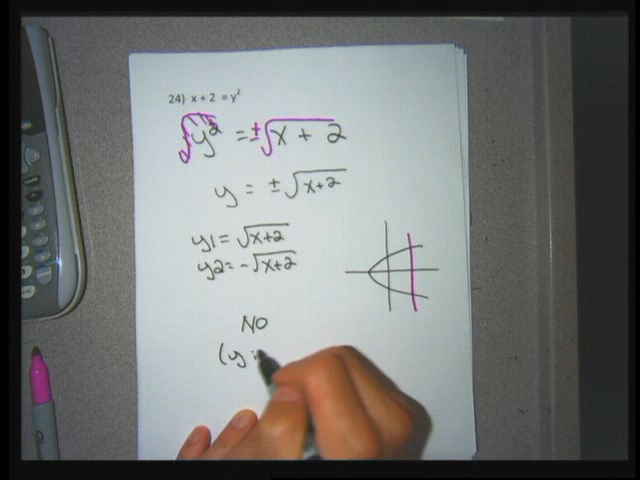 24) x + 2 = y²
√y² = ±√x + 2
y = ±√x+2
y1 = √x+2
y2 = -√x+2
NO
(y